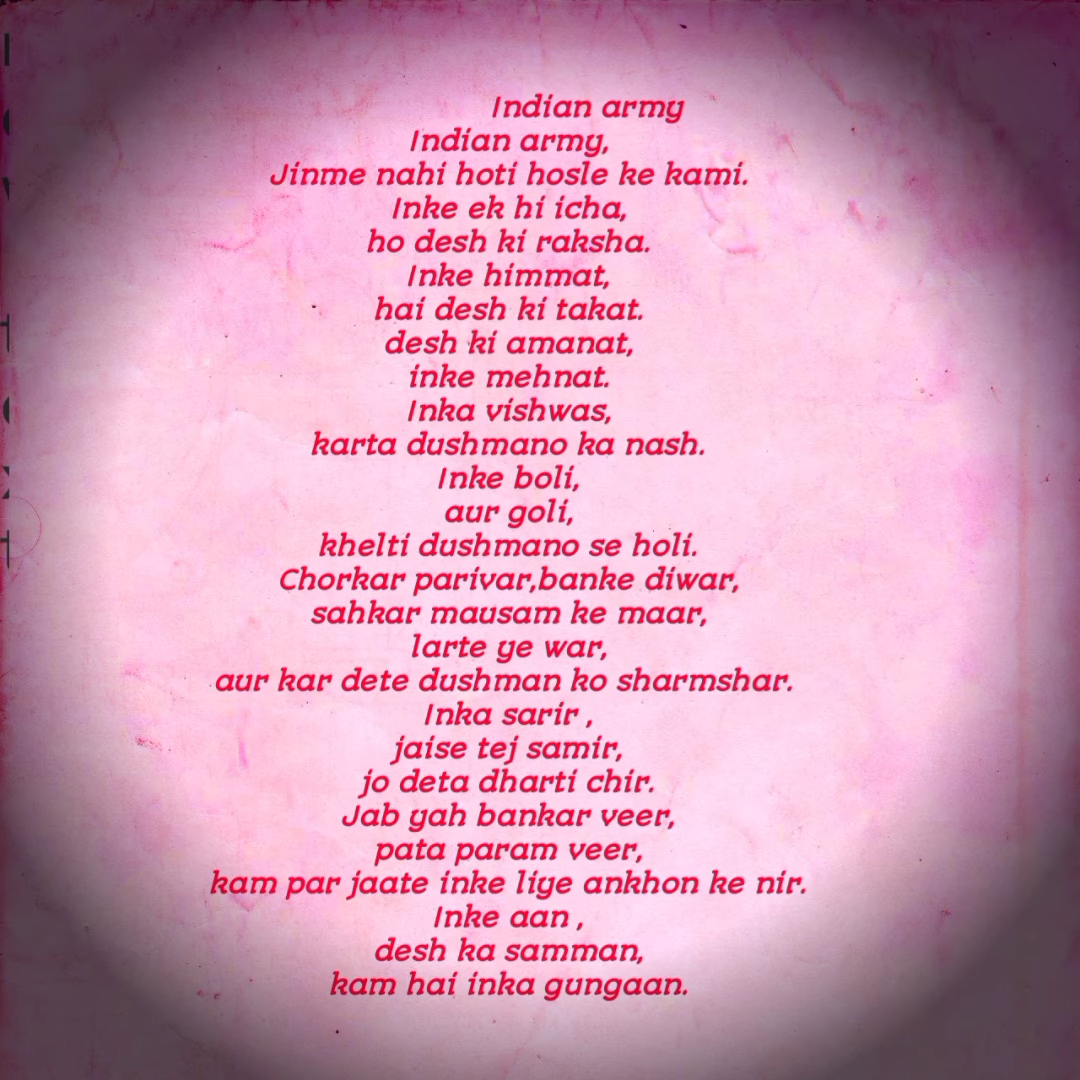 Indian army
Indian army,
Jinme nahi hoti hosle ke kami.
Inke ek hi icha,
ho desh ki raksha.
Inke himmat,
hai desh ki takat.
desh ki amanat,
inke mehnat.
Inka vishwas,
karta dushmano ka nash.
Inke boli,
aur goli,
khelti dushmano se holi.
Chorkar parivar,banke diwar,
sahkar mausam ke maar,
larte ye war,
aur kar dete dushman ko sharmshar.
Inka sarir ,
jaise tej samir,
jo deta dharti chir.
Jab yah bankar veer,
pata param veer,
kam par jaate inke liye ankhon ke nir.
Inke aan ,
desh ka samman,
kam hai inka gungaan.